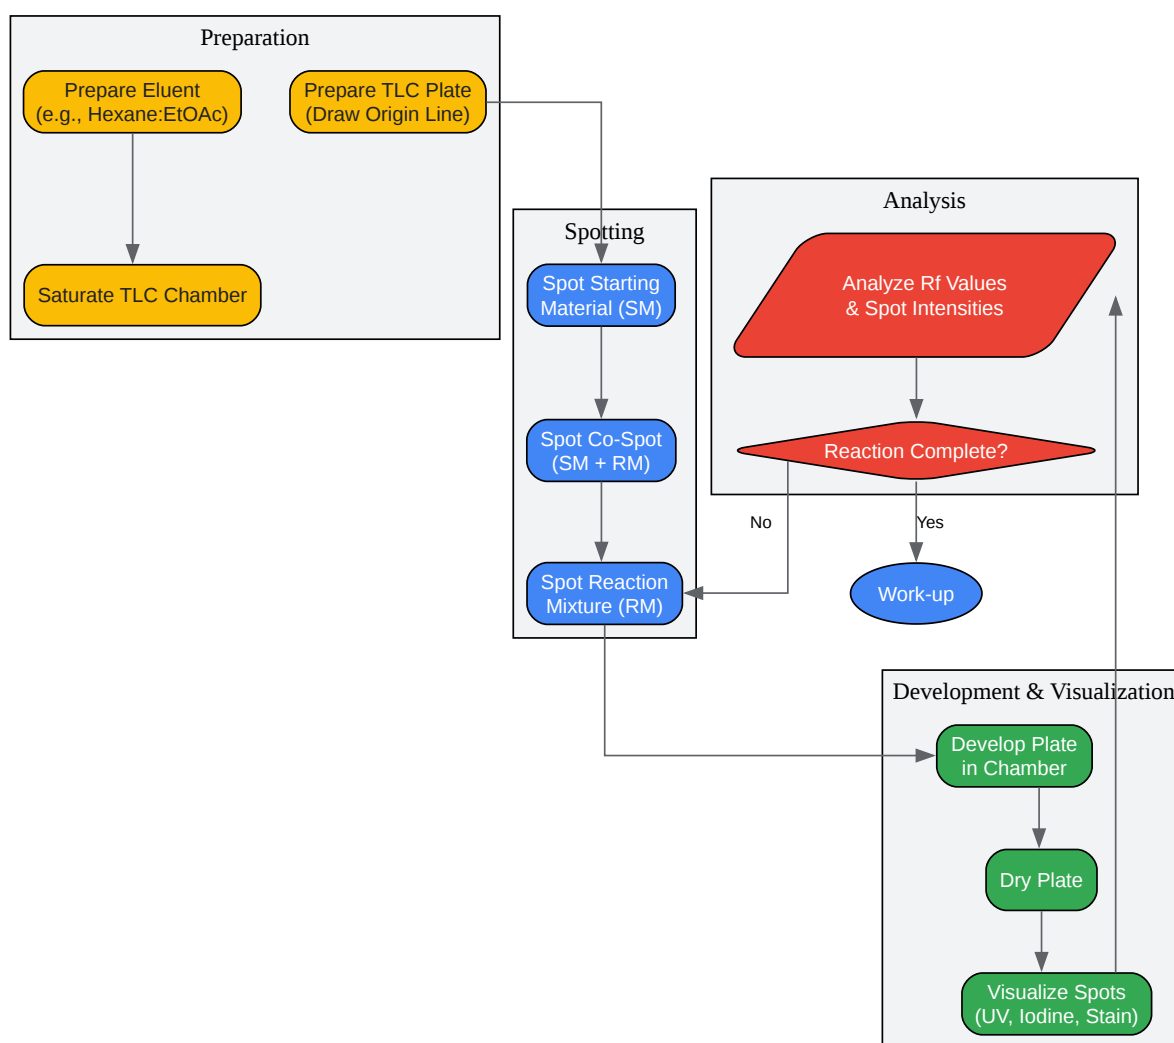 Preparation
Prepare Eluent
(e.g., Hexane:EtOAc)
Prepare TLC Plate
(Draw Origin Line)
Saturate TLC Chamber
Spotting
Spot Starting
Material (SM)
Spot Co-Spot
(SM + RM)
Spot Reaction
Mixture (RM)
Analysis
Analyze Rf Values
& Spot Intensities
Reaction Complete?
No
Yes
Work-up
Development & Visualization
Develop Plate
in Chamber
Dry Plate
Visualize Spots
(UV, Iodine, Stain)